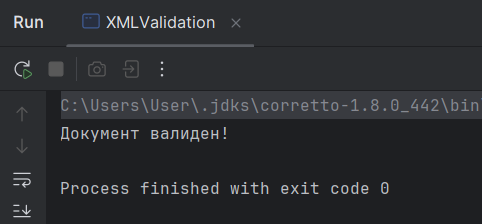 Run XMLValidation
C:\Users\User\.jdks\corretto-1.8.0_442\bin
Документ валиден!
Process finished with exit code 0